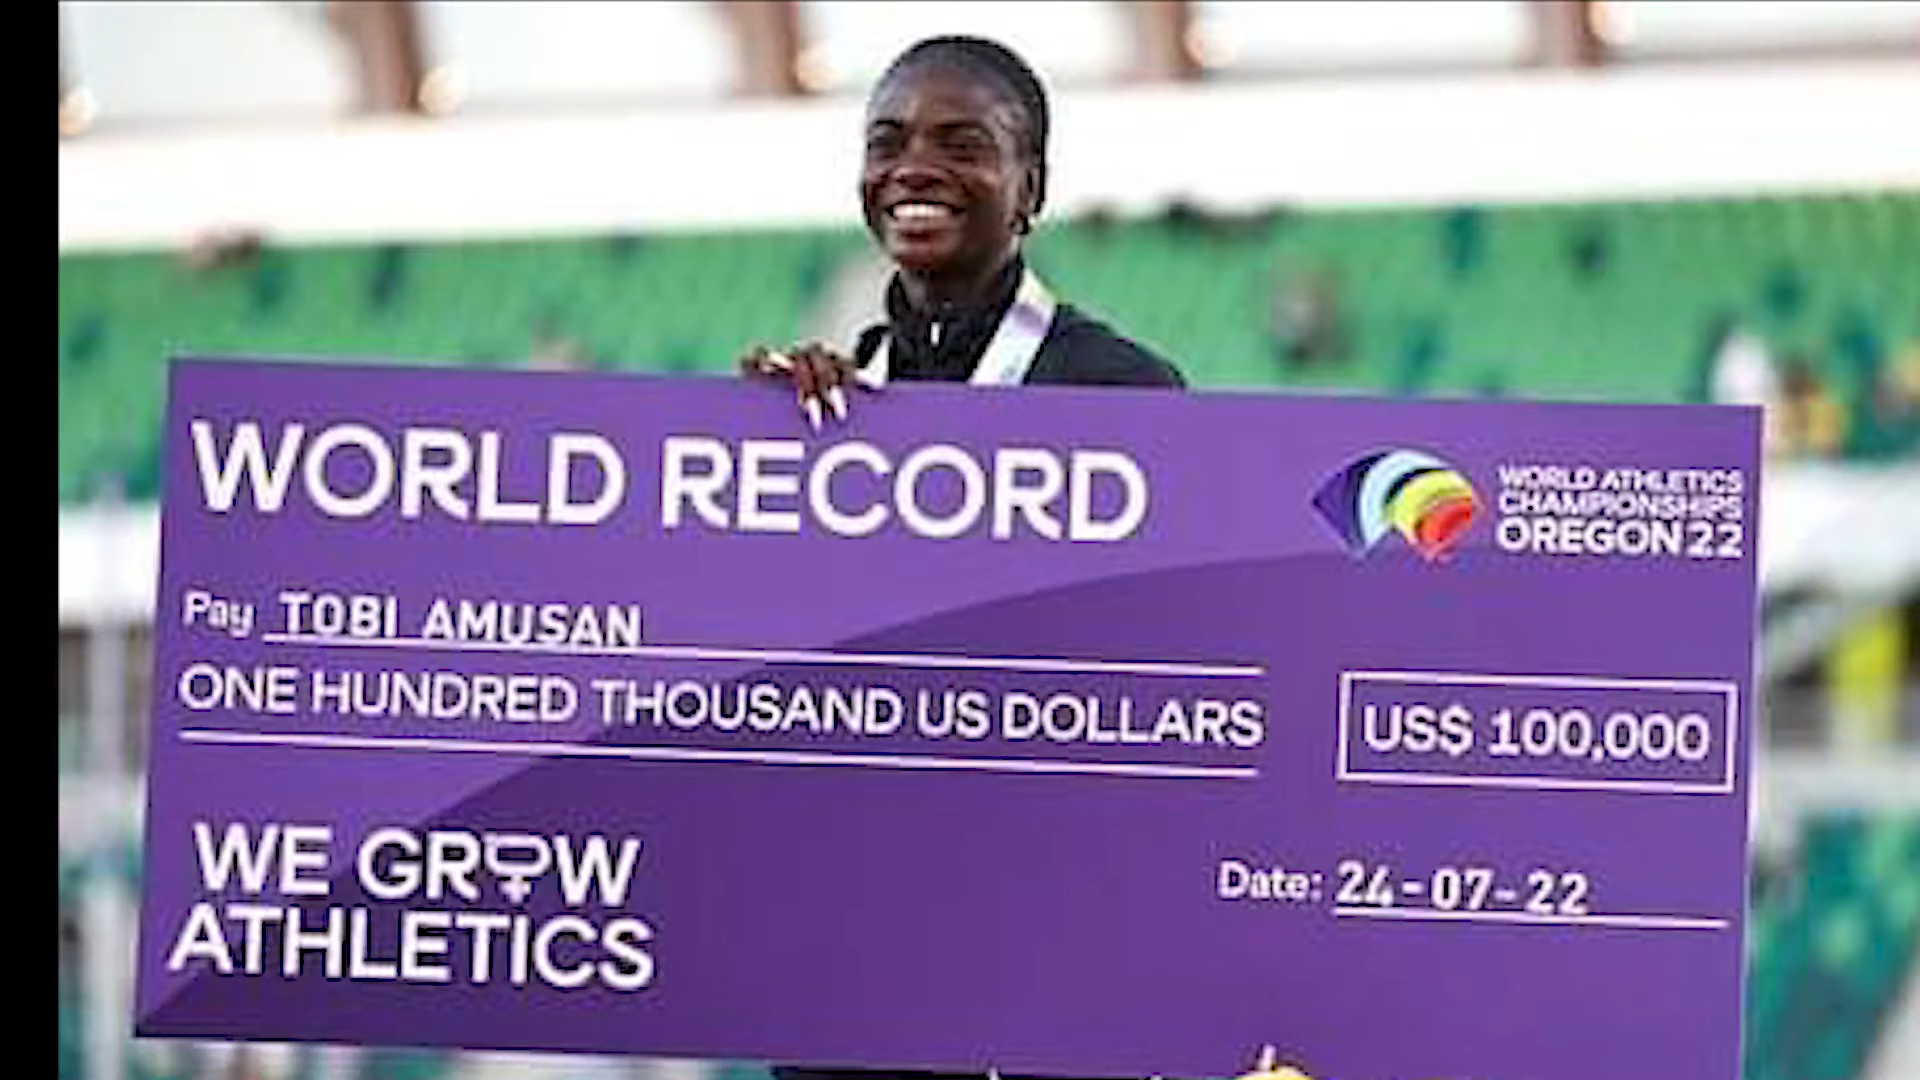 WORLD RECORD
WORLD ATHLETICS
CHAMPIONSHIPS
OREGON22
Pay TOBI AMUSAN
ONE HUNDRED THOUSAND US DOLLARS
US$ 100,000
WE GROW
ATHLETICS
Date: 24-07-22